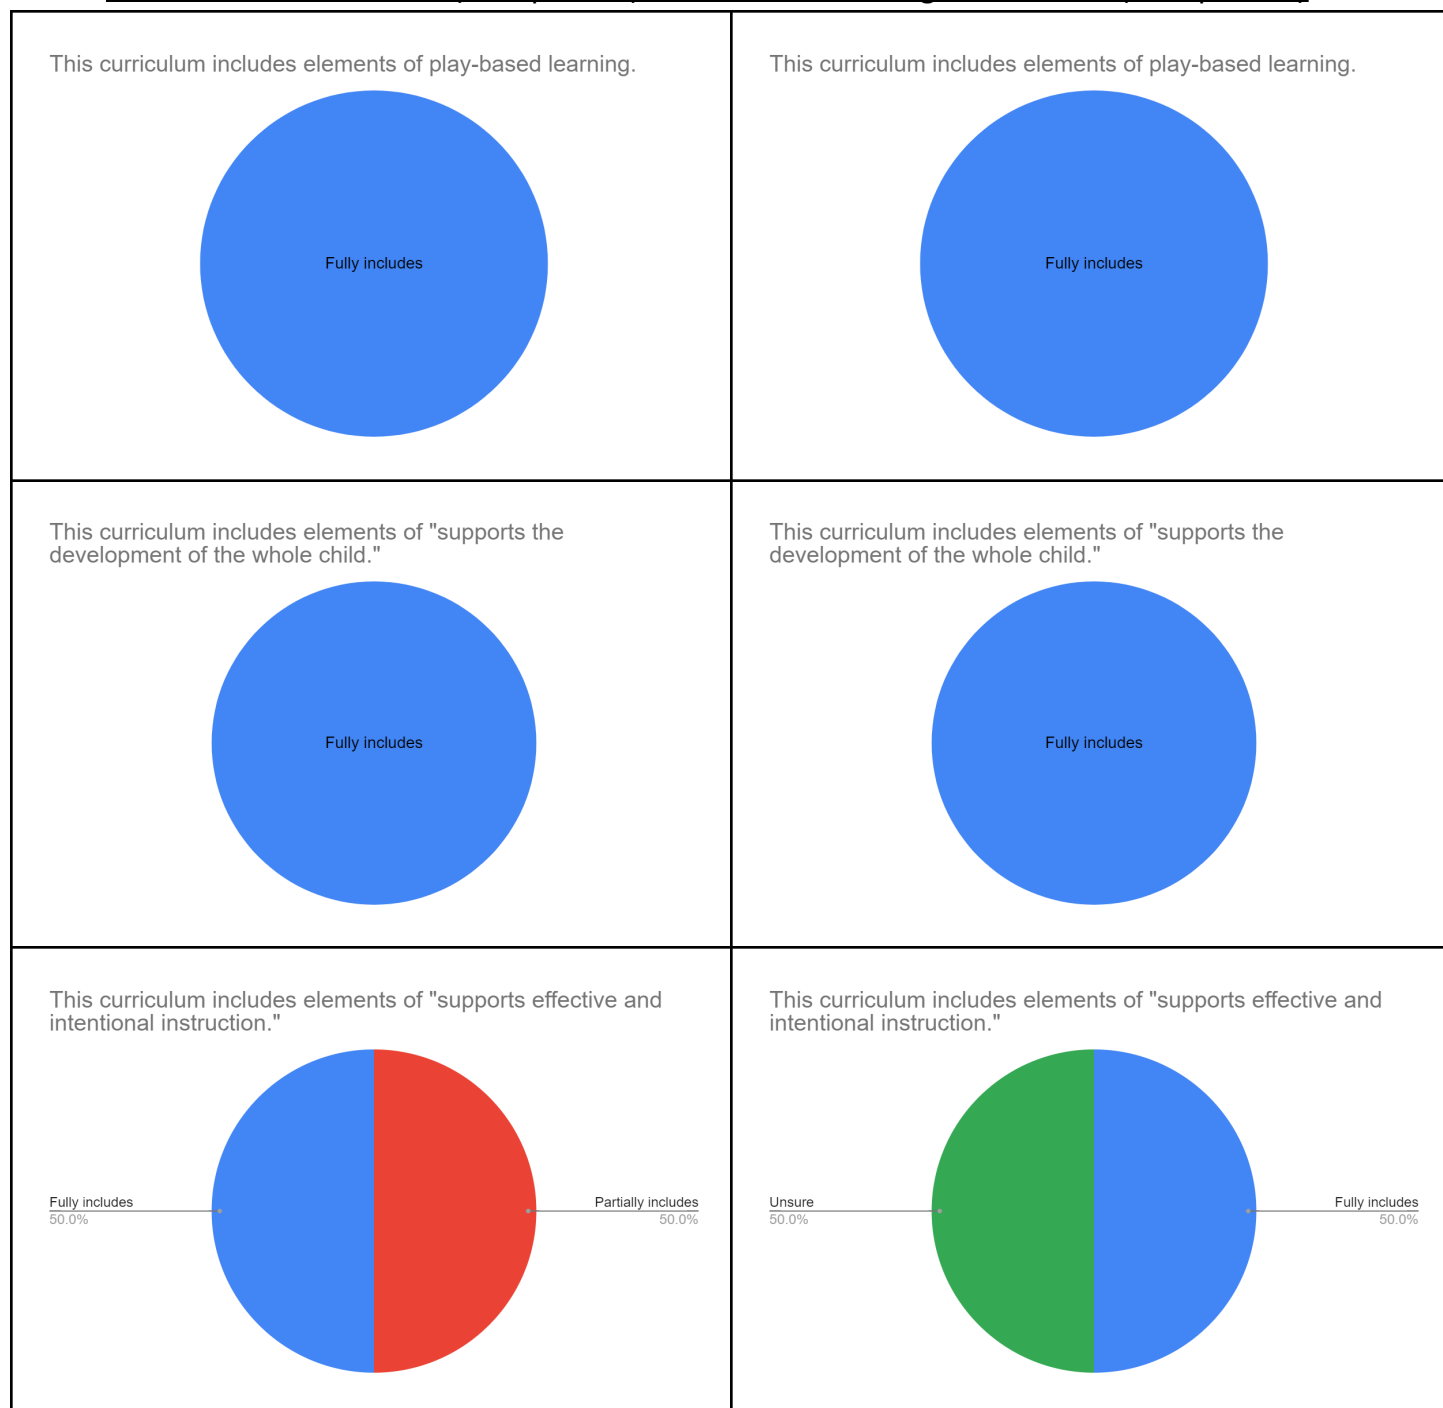 This curriculum includes elements of play-based learning.
Fully includes
This curriculum includes elements of play-based learning.
Fully includes
This curriculum includes elements of "supports the
development of the whole child."
Fully includes
This curriculum includes elements of "supports the
development of the whole child."
Fully includes
This curriculum includes elements of "supports effective and
intentional instruction."
Fully includes
50.0%
Partially includes
50.0%
This curriculum includes elements of "supports effective and
intentional instruction."
Unsure
50.0%
Fully includes
50.0%